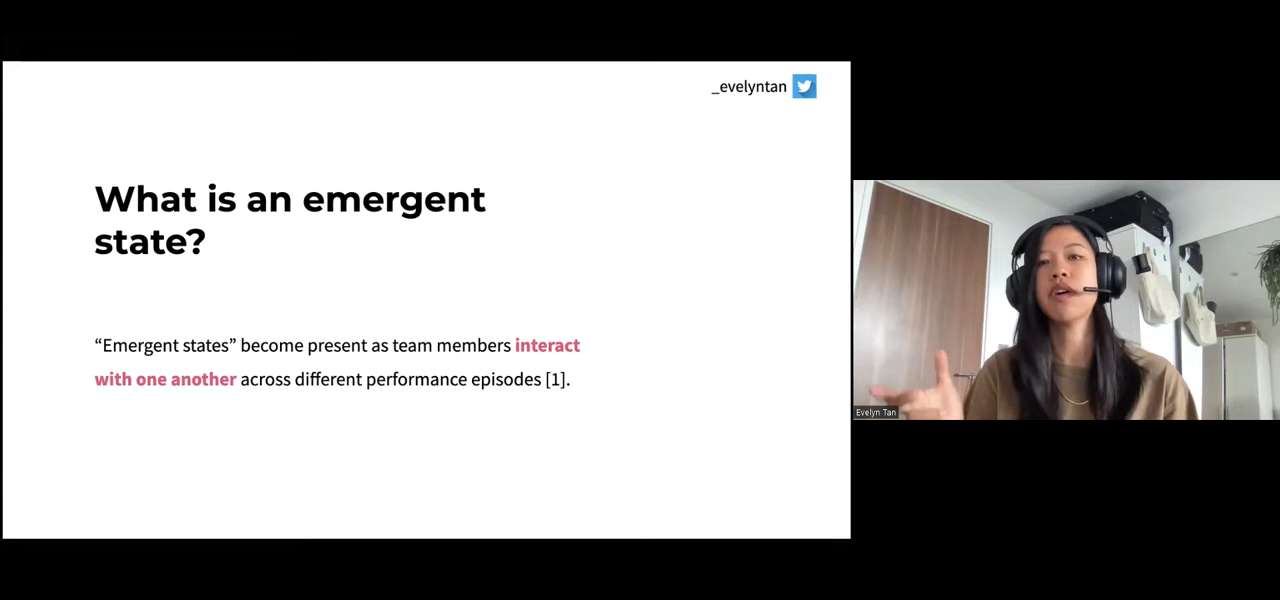 _evelyntan
What is an emergent
state?
“Emergent states” become present as team members interact
with one another across different performance episodes [1].
Evelyn Tan